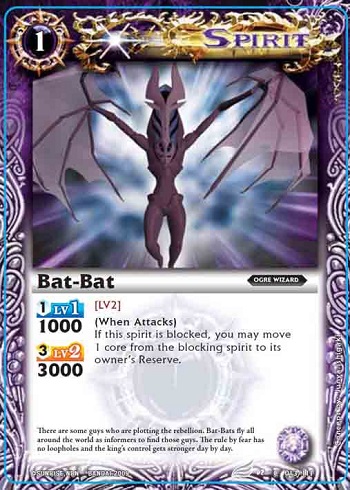 1
SPIRIT
Bat-Bat
OGRE WIZARD
1 LV1
1000
3 LV2
3000
[LV2]
(When Attacks)
If this spirit is blocked, you may move
1 core from the blocking spirit to its
owner's Reserve.
There are some guys who are plotting the rebellion. Bat-Bats fly all
around the world as informers to find those guys. The rule by fear has
no loopholes and the king's control gets stronger day by day.